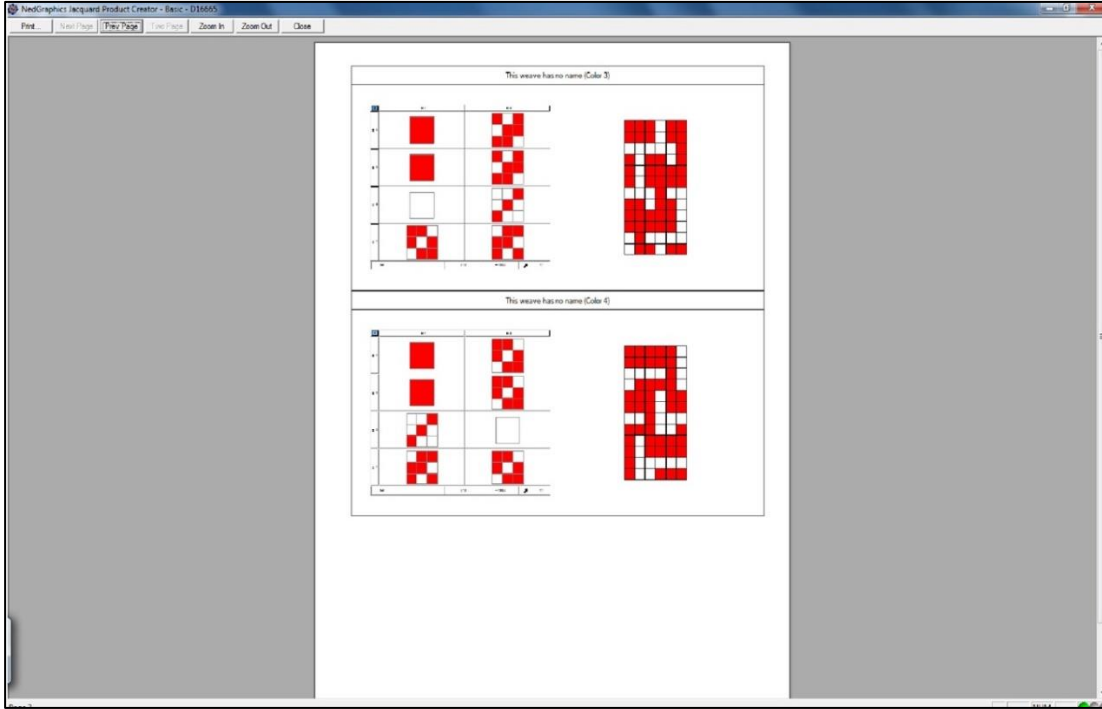 NedGraphics Jacquard Product Creator - Basic - D16665
Print... Next Page Prev Page Two Page Zoom In Zoom Out Close
This weave has no name (Color 3)
This weave has no name (Color 4)